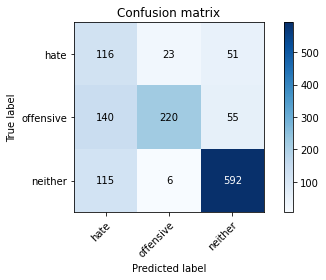 Confusion matrix
True label
hate 116 23 51
offensive 140 220 55
neither 115 6 592
hate offensive neither
Predicted label
500
400
300
200
100